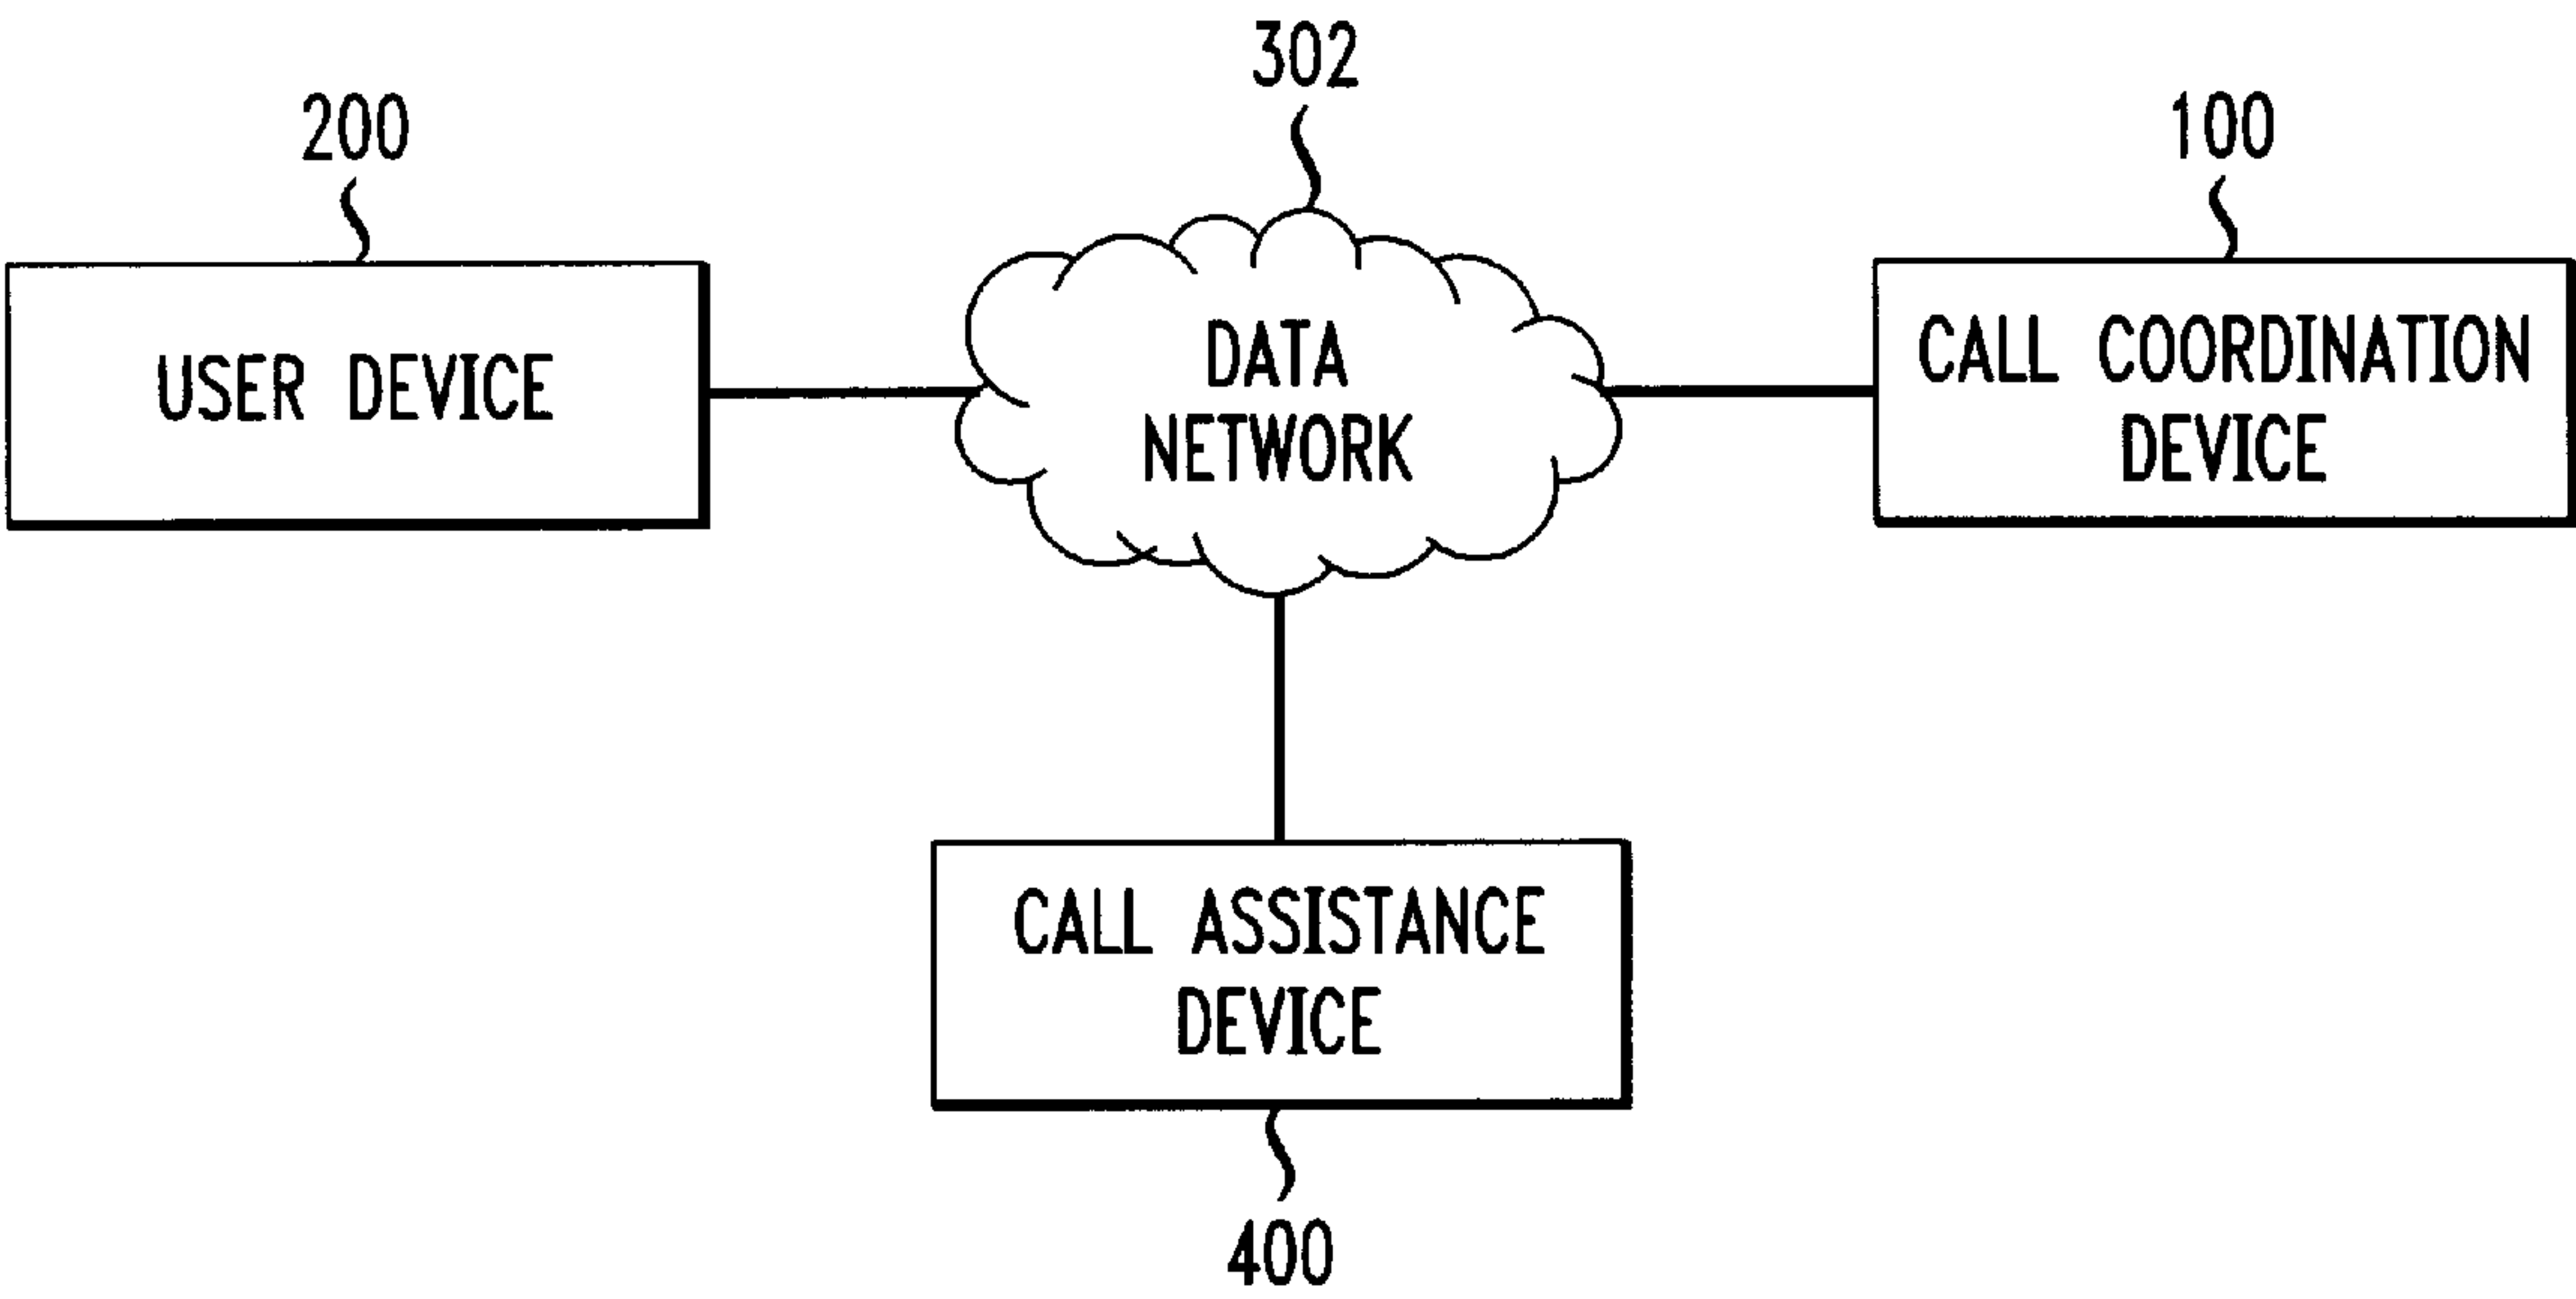 302
200
100
USER DEVICE
DATA
NETWORK
CALL COORDINATION
DEVICE
CALL ASSISTANCE
DEVICE
400